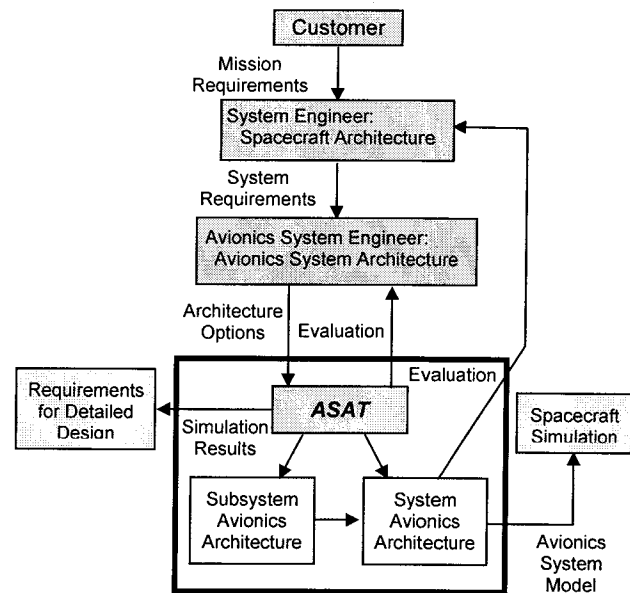 Customer
Mission
Requirements
System Engineer:
Spacecraft Architecture
System
Requirements
Avionics System Engineer:
Avionics System Architecture
Architecture
Options
Evaluation
Evaluation
Requirements
for Detailed
Design
ASAT
Simulation
Results
Spacecraft
Simulation
Subsystem
Avionics
Architecture
System
Avionics
Architecture
Avionics
System
Model